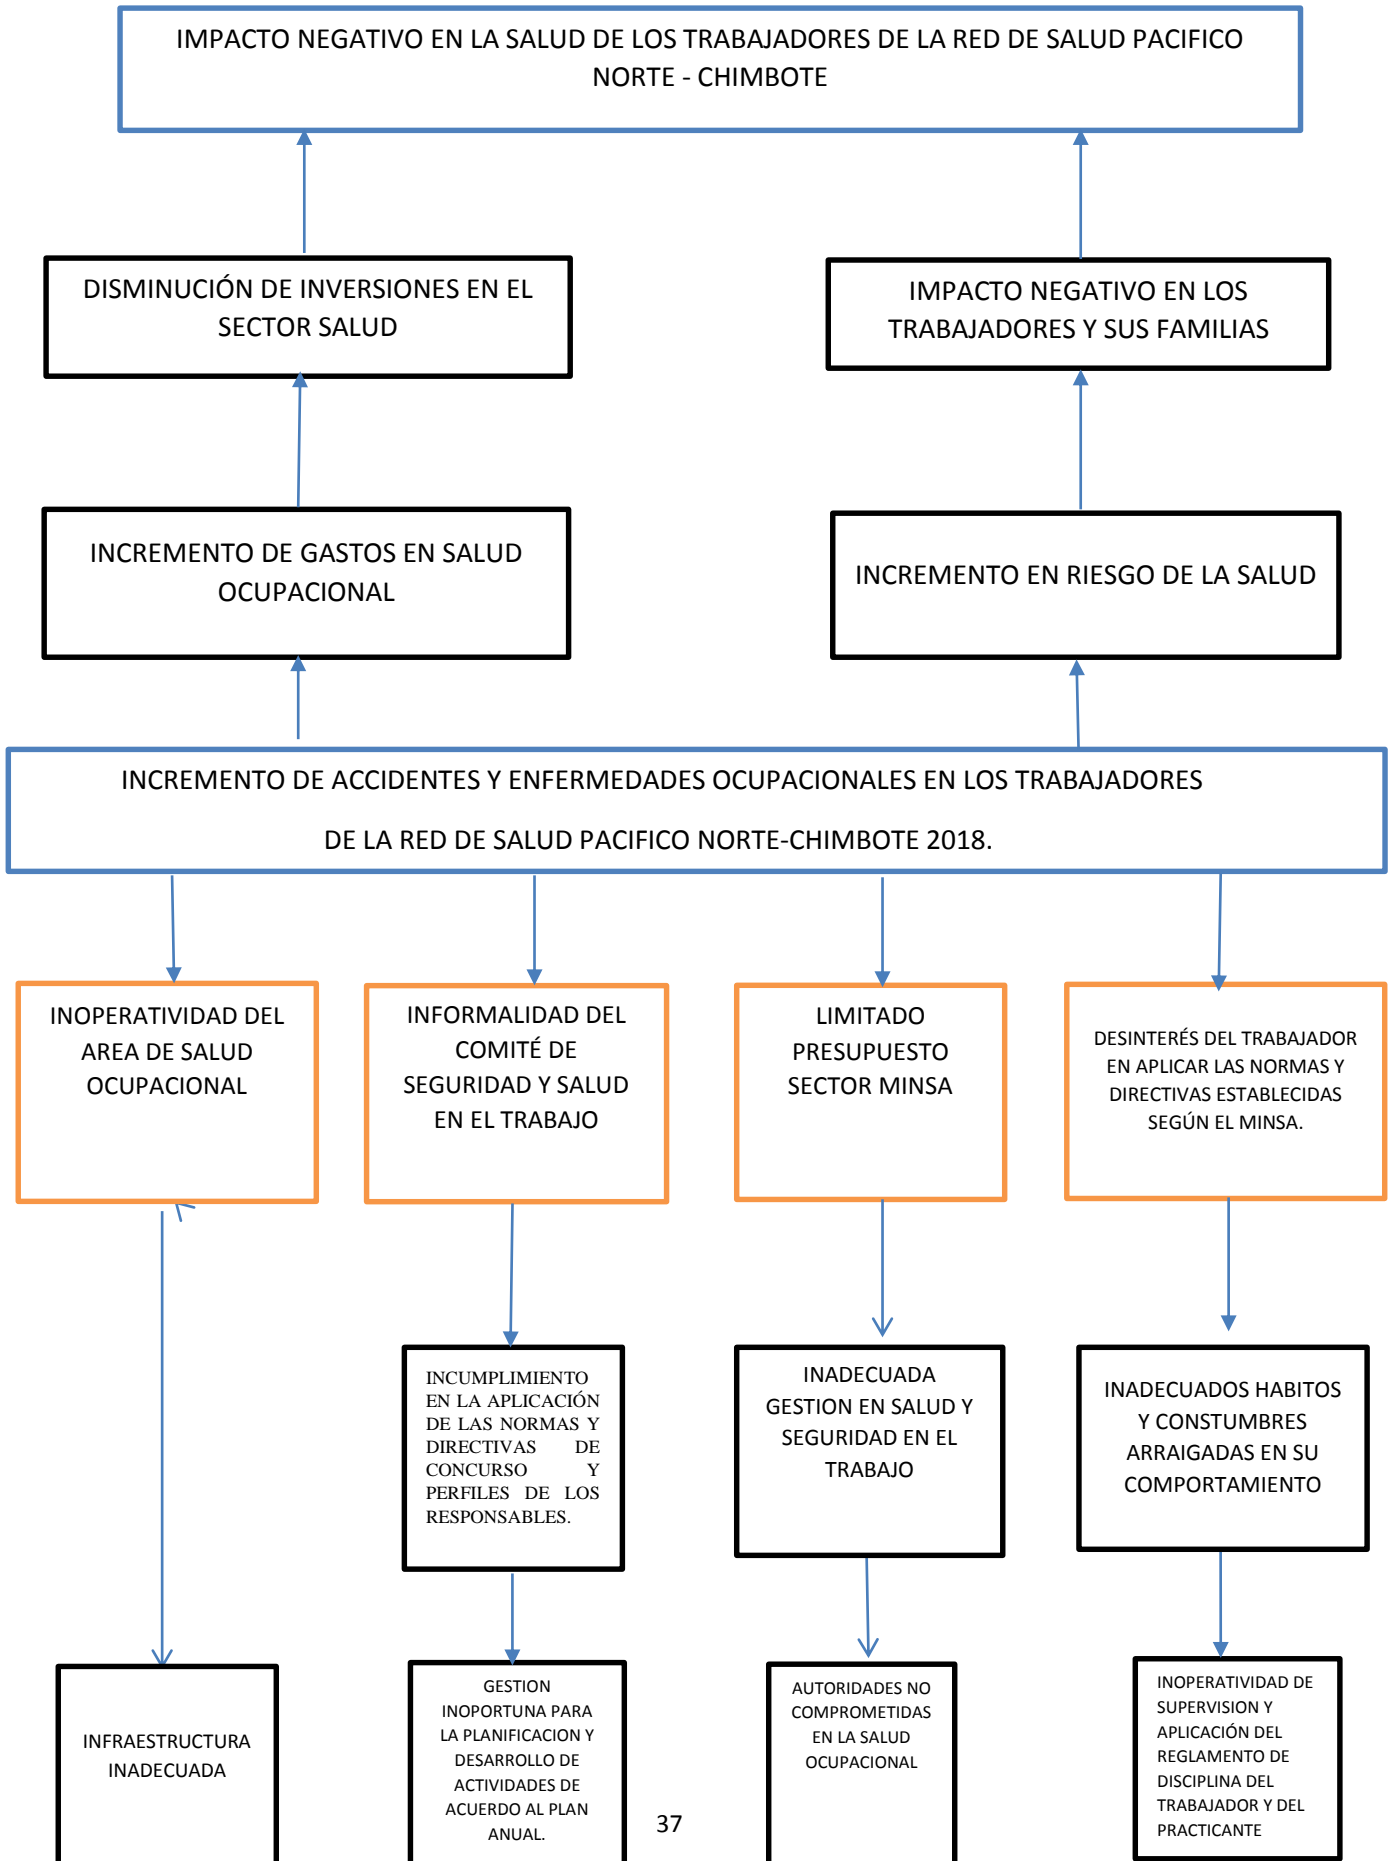 IMPACTO NEGATIVO EN LA SALUD DE LOS TRABAJADORES DE LA RED DE SALUD PACIFICO
NORTE - CHIMBOTE
DISMINUCIÓN DE INVERSIONES EN EL
SECTOR SALUD
IMPACTO NEGATIVO EN LOS
TRABAJADORES Y SUS FAMILIAS
INCREMENTO DE GASTOS EN SALUD
OCUPACIONAL
INCREMENTO EN RIESGO DE LA SALUD
INCREMENTO DE ACCIDENTES Y ENFERMEDADES OCUPACIONALES EN LOS TRABAJADORES
DE LA RED DE SALUD PACIFICO NORTE-CHIMBOTE 2018.
INOPERATIVIDAD DEL
AREA DE SALUD
OCUPACIONAL
INFORMALIDAD DEL
COMITÉ DE
SEGURIDAD Y SALUD
EN EL TRABAJO
LIMITADO
PRESUPUESTO
SECTOR MINSA
DESINTERÉS DEL TRABAJADOR
EN APLICAR LAS NORMAS Y
DIRECTIVAS ESTABLECIDAS
SEGÚN EL MINSA.
INCUMPLIMIENTO
EN LA APLICACIÓN
DE LAS NORMAS Y
DIRECTIVAS DE
CONCURSO Y
PERFILES DE LOS
RESPONSABLES.
INADECUADA
GESTION EN SALUD Y
SEGURIDAD EN EL
TRABAJO
INADECUADOS HABITOS
Y CONSTUMBRES
ARRAIGADAS EN SU
COMPORTAMIENTO
INFRAESTRUCTURA
INADECUADA
GESTION
INOPORTUNA PARA
LA PLANIFICACION Y
DESARROLLO DE
ACTIVIDADES DE
ACUERDO AL PLAN
ANUAL.
AUTORIDADES NO
COMPROMETIDAS
EN LA SALUD
OCUPACIONAL
INOPERATIVIDAD DE
SUPERVISION Y
APLICACIÓN DEL
REGLAMENTO DE
DISCIPLINA DEL
TRABAJADOR Y DEL
PRACTICANTE
37